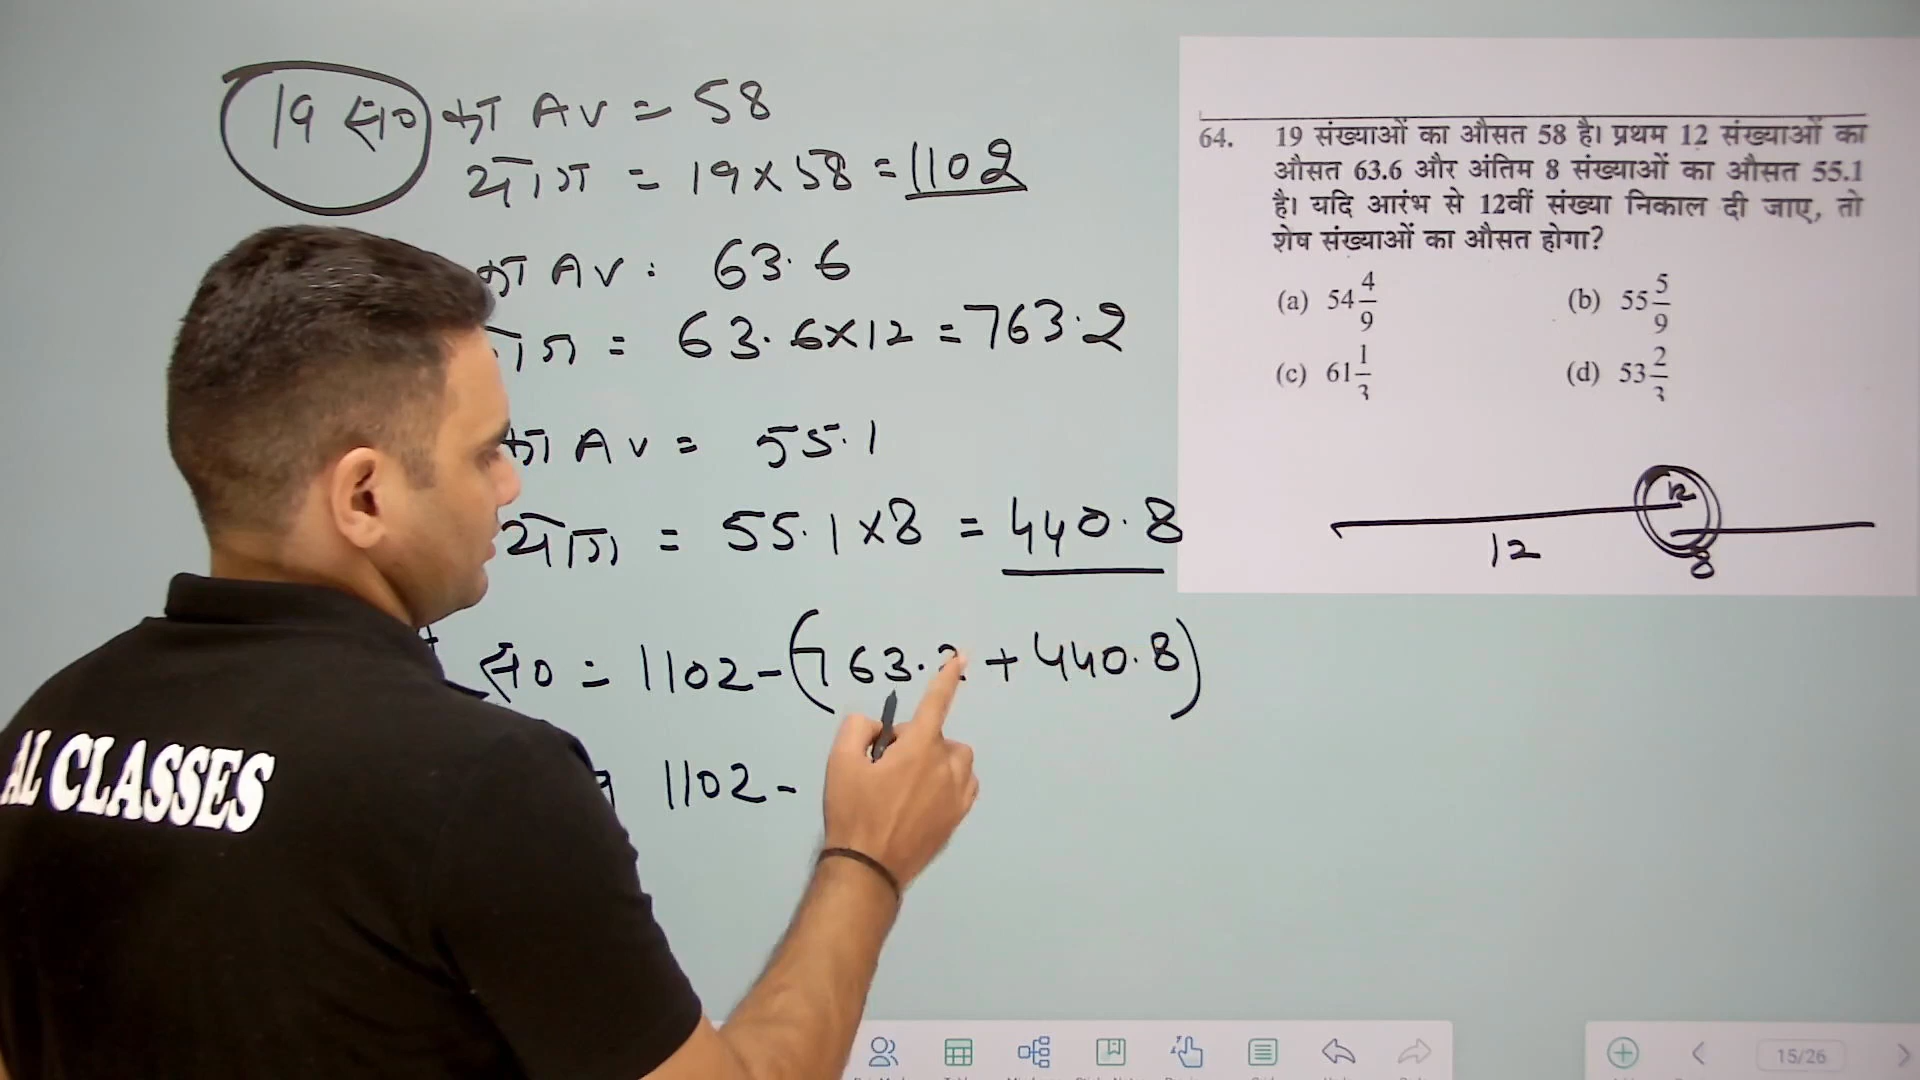 19 सं० का AV = 58
योग = 19×58 = 1102
का AV. 63.6
= 63.6×12 = 763.2
का AV = 55.1
योग = 55.1×8 = 440.8
सं० = 1102-(763.2+440.8)
1102-
64. 19 संख्याओं का औसत 58 है। प्रथम 12 संख्याओं का
औसत 63.6 और अंतिम 8 संख्याओं का औसत 55.1
है। यदि आरंभ से 12वीं संख्या निकाल दी जाए, तो
शेष संख्याओं का औसत होगा?
(a) 54 4/9 (b) 55 5/9
(c) 61 1/3 (d) 53 2/3
12
12 8
AL CLASSES
15/26